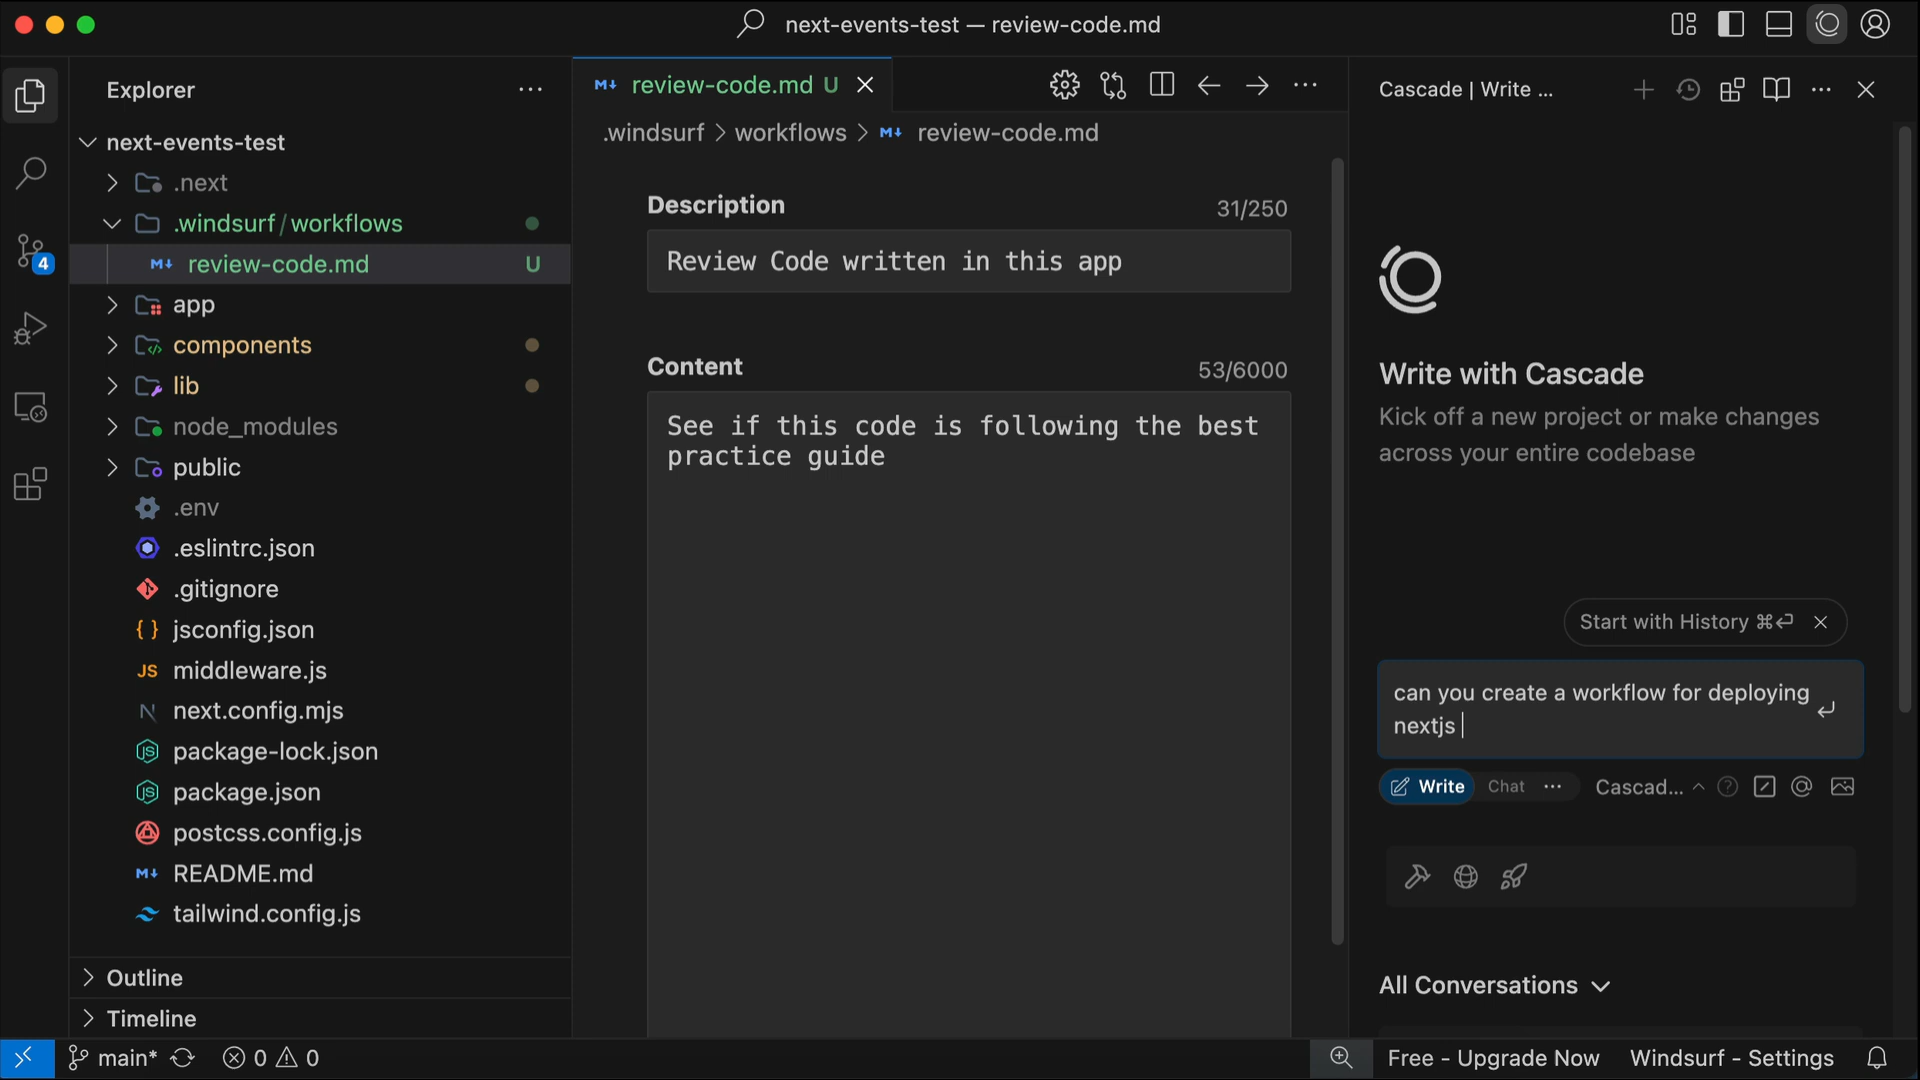 next-events-test — review-code.md
Explorer
next-events-test
.next
.windsurf / workflows
review-code.md U
app
components
lib
node_modules
public
.env
.eslintrc.json
.gitignore
jsconfig.json
JS middleware.js
next.config.mjs
package-lock.json
package.json
postcss.config.js
README.md
tailwind.config.js
Outline
Timeline
4
review-code.md U
.windsurf > workflows > review-code.md
Description 31/250
Review Code written in this app
Content 53/6000
See if this code is following the best
practice guide
Cascade | Write ...
Write with Cascade
Kick off a new project or make changes
across your entire codebase
Start with History ⌘⏎
can you create a workflow for deploying
nextjs
Write Chat ... Cascad...
All Conversations
main* 0 0
Free - Upgrade Now Windsurf - Settings